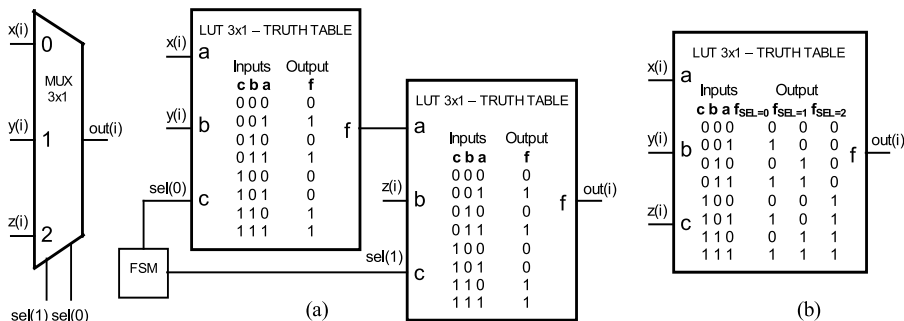 x(i)
0
MUX
3x1
y(i)
1
out(i)
z(i)
2
sel(1) sel(0)
LUT 3x1 – TRUTH TABLE
x(i)
a
Inputs Output
c b a f
0 0 0 0
0 0 1 1
0 1 0 0
0 1 1 1
1 0 0 0
1 0 1 0
1 1 0 1
1 1 1 1
y(i)
b
f
sel(0)
c
FSM
LUT 3x1 – TRUTH TABLE
a
Inputs Output
c b a f
0 0 0 0
0 0 1 1
0 1 0 0
0 1 1 1
1 0 0 0
1 0 1 0
1 1 0 1
1 1 1 1
z(i)
b
f
out(i)
sel(1)
c
(a)
LUT 3x1 – TRUTH TABLE
x(i)
a
Inputs Output
c b a fSEL=0 fSEL=1 fSEL=2
0 0 0 0 0 0
0 0 1 1 0 0
0 1 0 0 1 0
0 1 1 1 1 0
1 0 0 0 0 1
1 0 1 1 0 1
1 1 0 0 1 1
1 1 1 1 1 1
y(i)
b
f
out(i)
z(i)
c
(b)